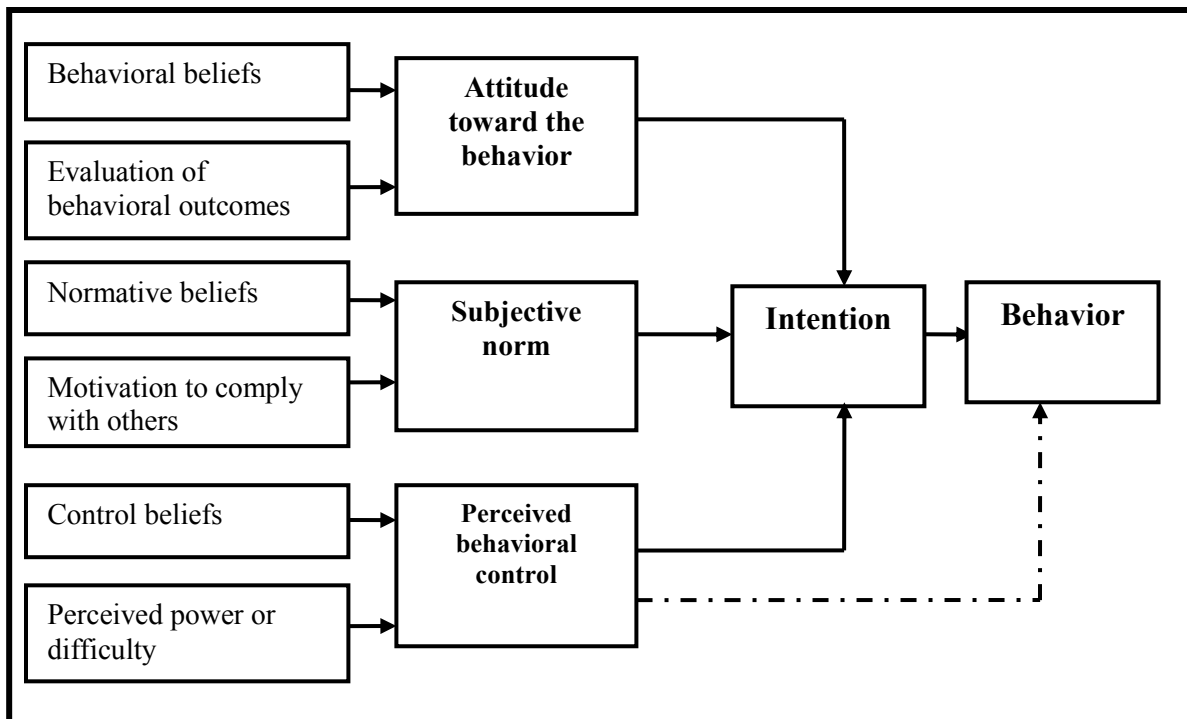 Behavioral beliefs
Evaluation of
behavioral outcomes
Attitude
toward the
behavior
Normative beliefs
Motivation to comply
with others
Subjective
norm
Control beliefs
Perceived power or
difficulty
Perceived
behavioral
control
Intention
Behavior